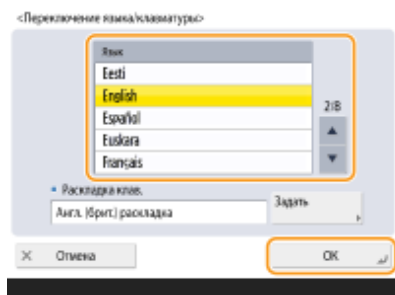 <Переключение языка/клавиатуры>
Язык
Eesti
English
Español
Euskara
Français
2/8
Раскладка клав.
Англ. (брит.) раскладка
Задать
Отмена
OK